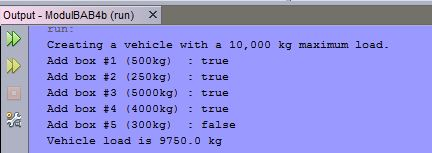 Output - ModulBAB4b (run)
run:
Creating a vehicle with a 10,000 kg maximum load.
Add box #1 (500kg)  : true
Add box #2 (250kg)  : true
Add box #3 (5000kg) : true
Add box #4 (4000kg) : true
Add box #5 (300kg)  : false
Vehicle load is 9750.0 kg